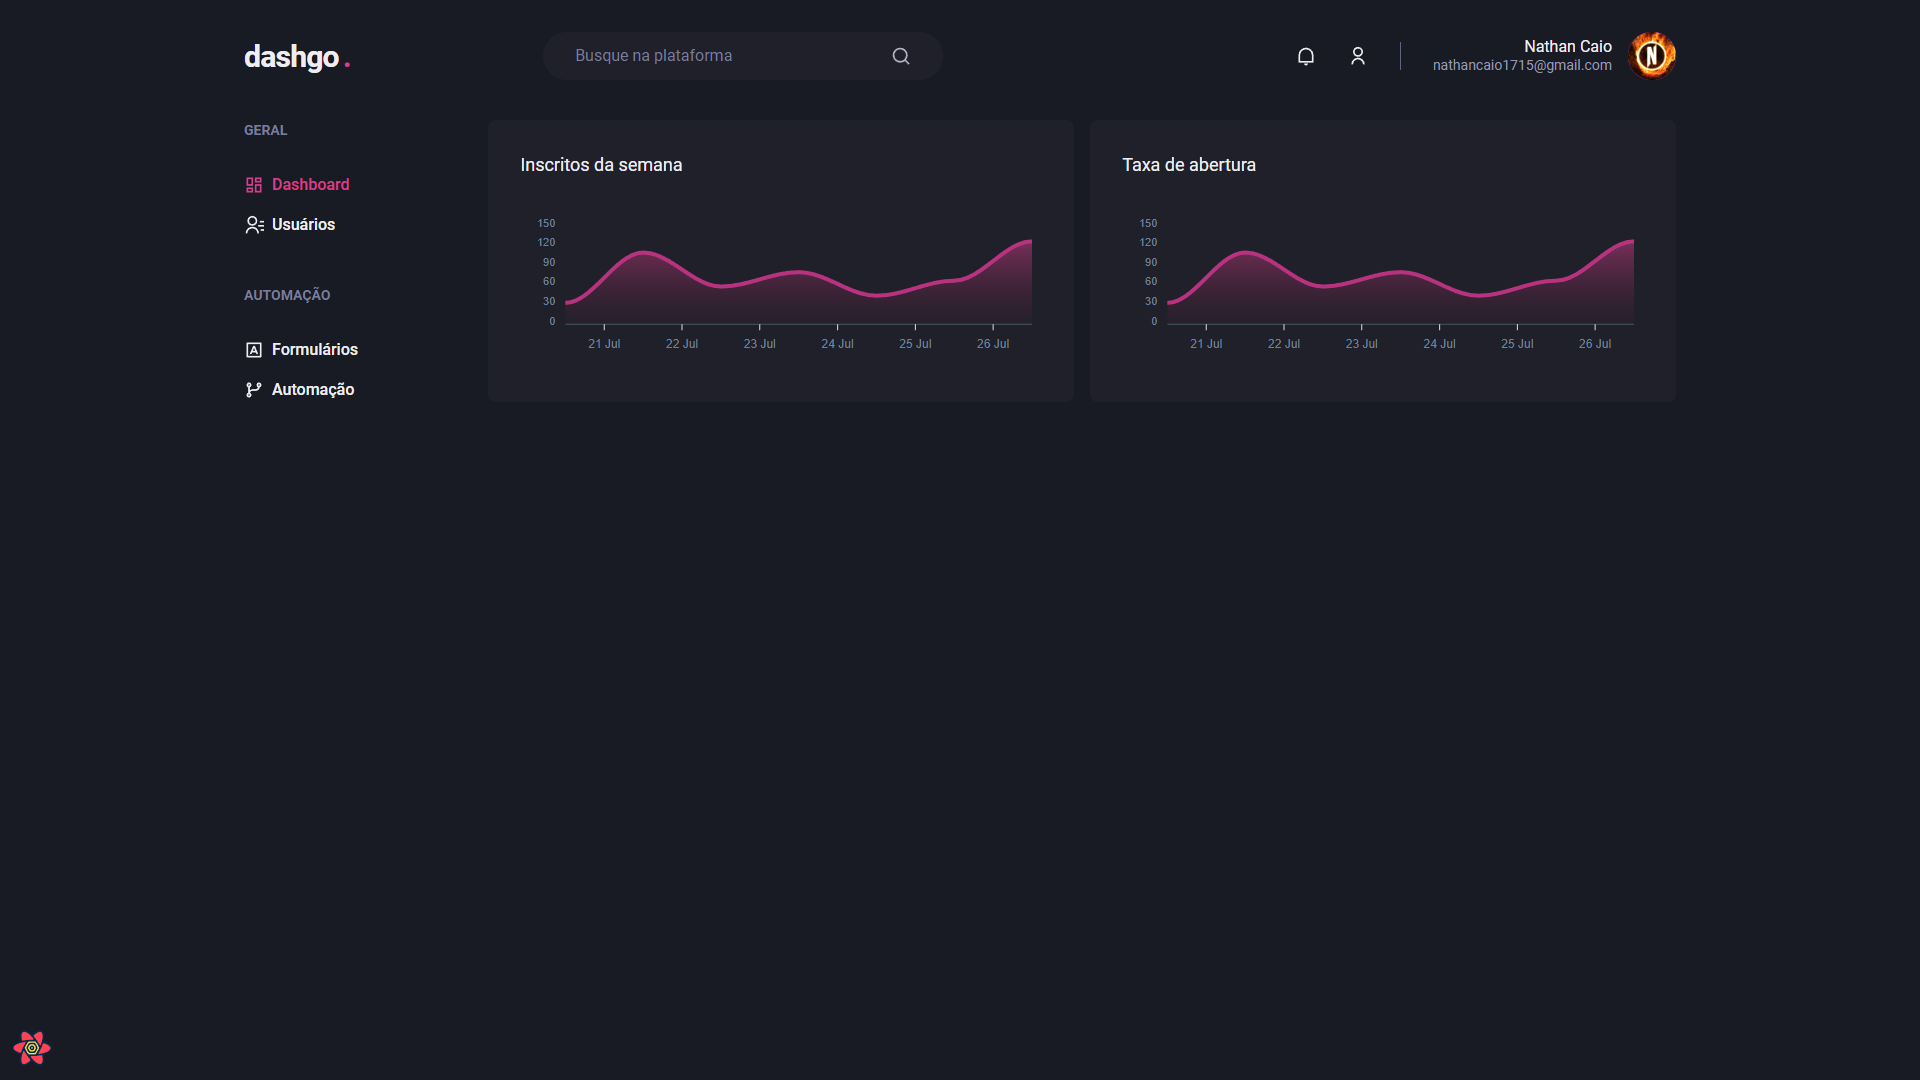 dashgo.
Busque na plataforma
Nathan Caio
nathancaio1715@gmail.com
N
GERAL
Dashboard
Usuários
AUTOMAÇÃO
Formulários
Automação
Inscritos da semana
150
120
90
60
30
0
21 Jul 22 Jul 23 Jul 24 Jul 25 Jul 26 Jul
Taxa de abertura
150
120
90
60
30
0
21 Jul 22 Jul 23 Jul 24 Jul 25 Jul 26 Jul